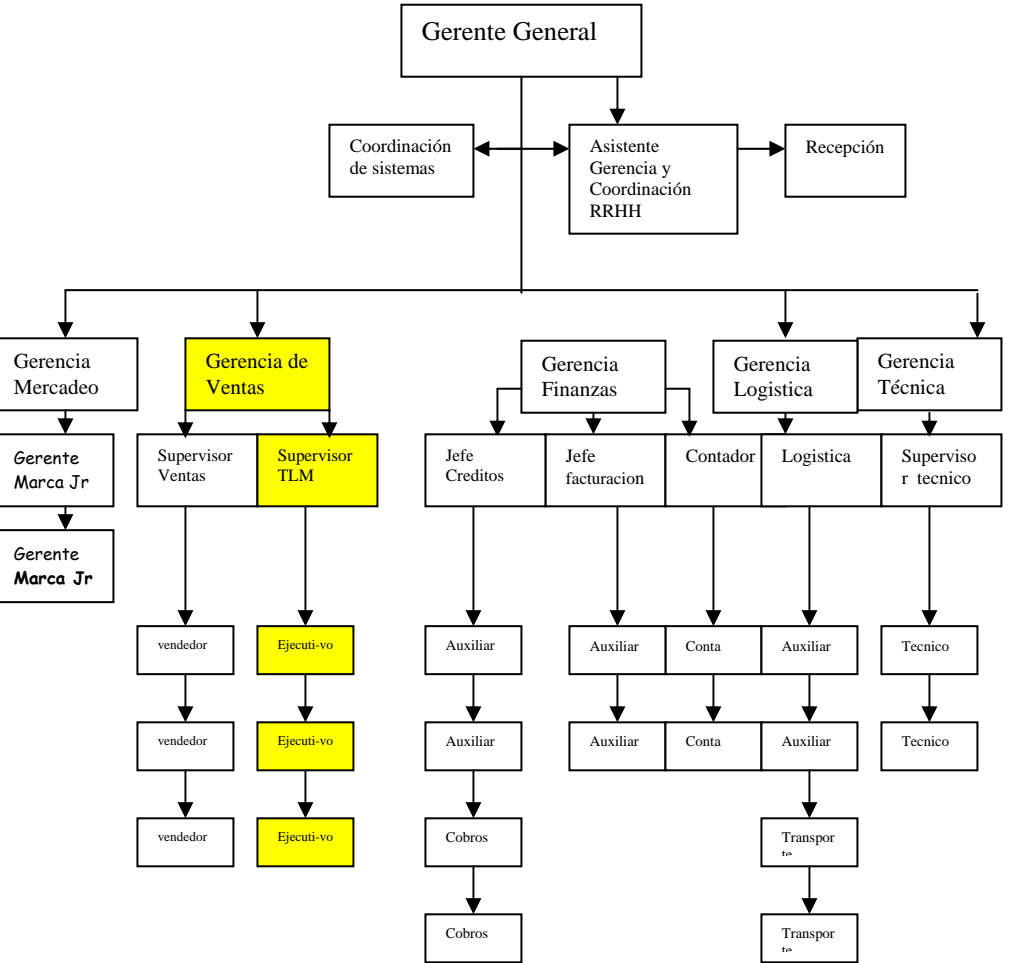 Gerente General
Coordinación
de sistemas
Asistente
Gerencia y
Coordinación
RRHH
Recepción
Gerencia
Mercadeo
Gerencia de
Ventas
Gerencia
Finanzas
Gerencia
Logistica
Gerencia
Técnica
Gerente
Marca Jr
Supervisor
Ventas
Supervisor
TLM
Jefe
Creditos
Jefe
facturacion
Contador
Logistica
Superviso
r tecnico
Gerente
Marca Jr
vendedor
Ejecuti-vo
Auxiliar
Auxiliar
Conta
Auxiliar
Tecnico
vendedor
Ejecuti-vo
Auxiliar
Auxiliar
Conta
Auxiliar
Tecnico
vendedor
Ejecuti-vo
Cobros
Transpor
te
Cobros
Transpor
te